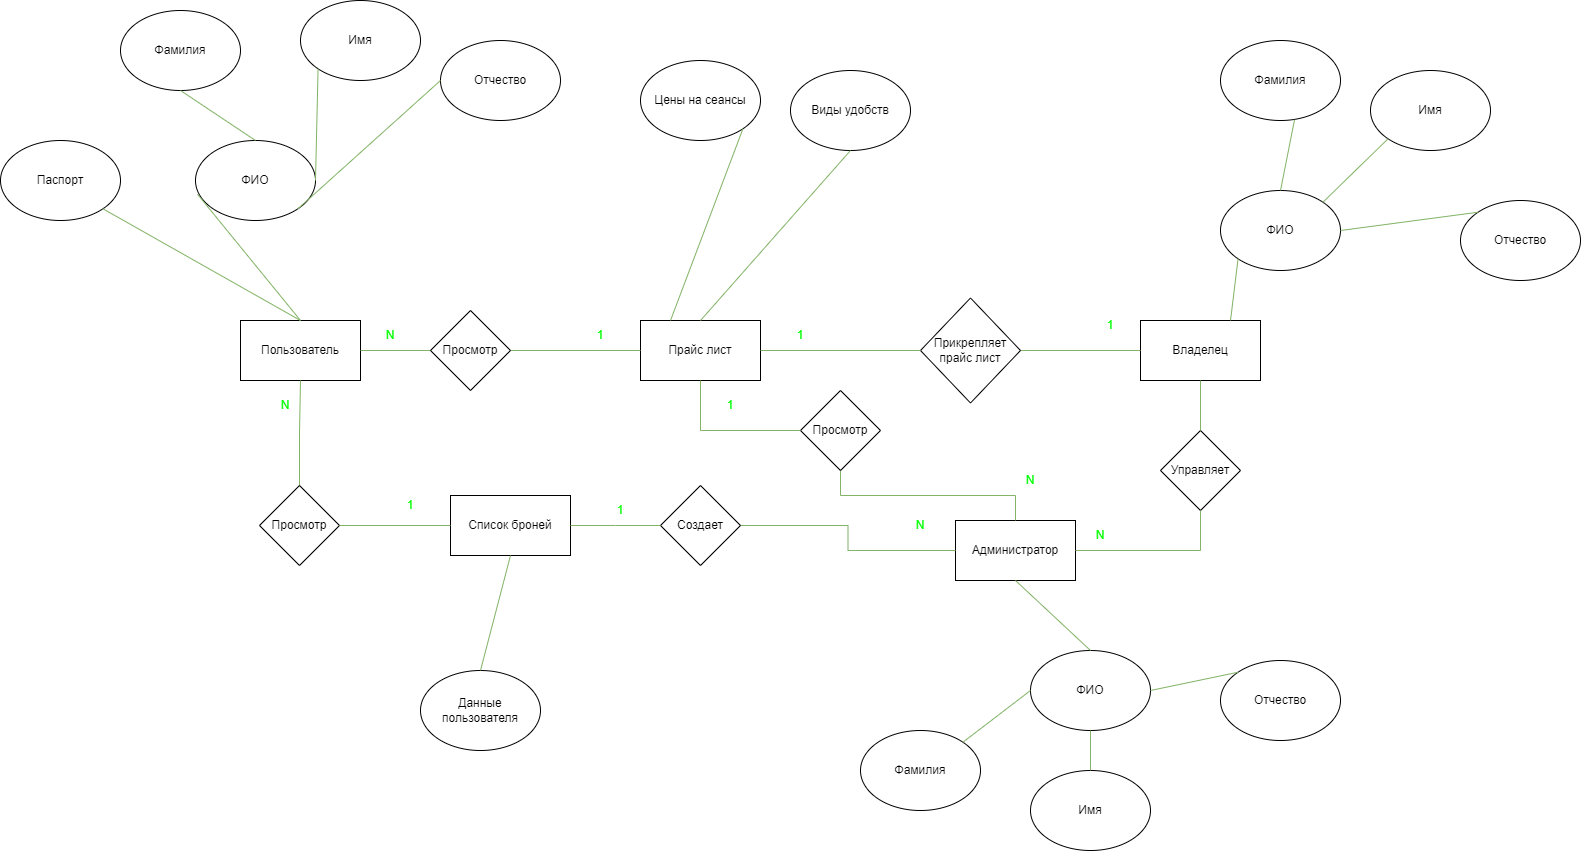 Имя
Фамилия
Отчество
Фамилия
Цены на сеансы
Виды удобств
Имя
Паспорт
ФИО
ФИО
Отчество
N
1
1
1
Пользователь
Просмотр
Прайс лист
Прикрепляет
прайс лист
Владелец
N
1
Просмотр
Управляет
N
1
1
N
N
Просмотр
Список броней
Создает
Администратор
ФИО
Отчество
Данные
пользователя
Фамилия
Имя